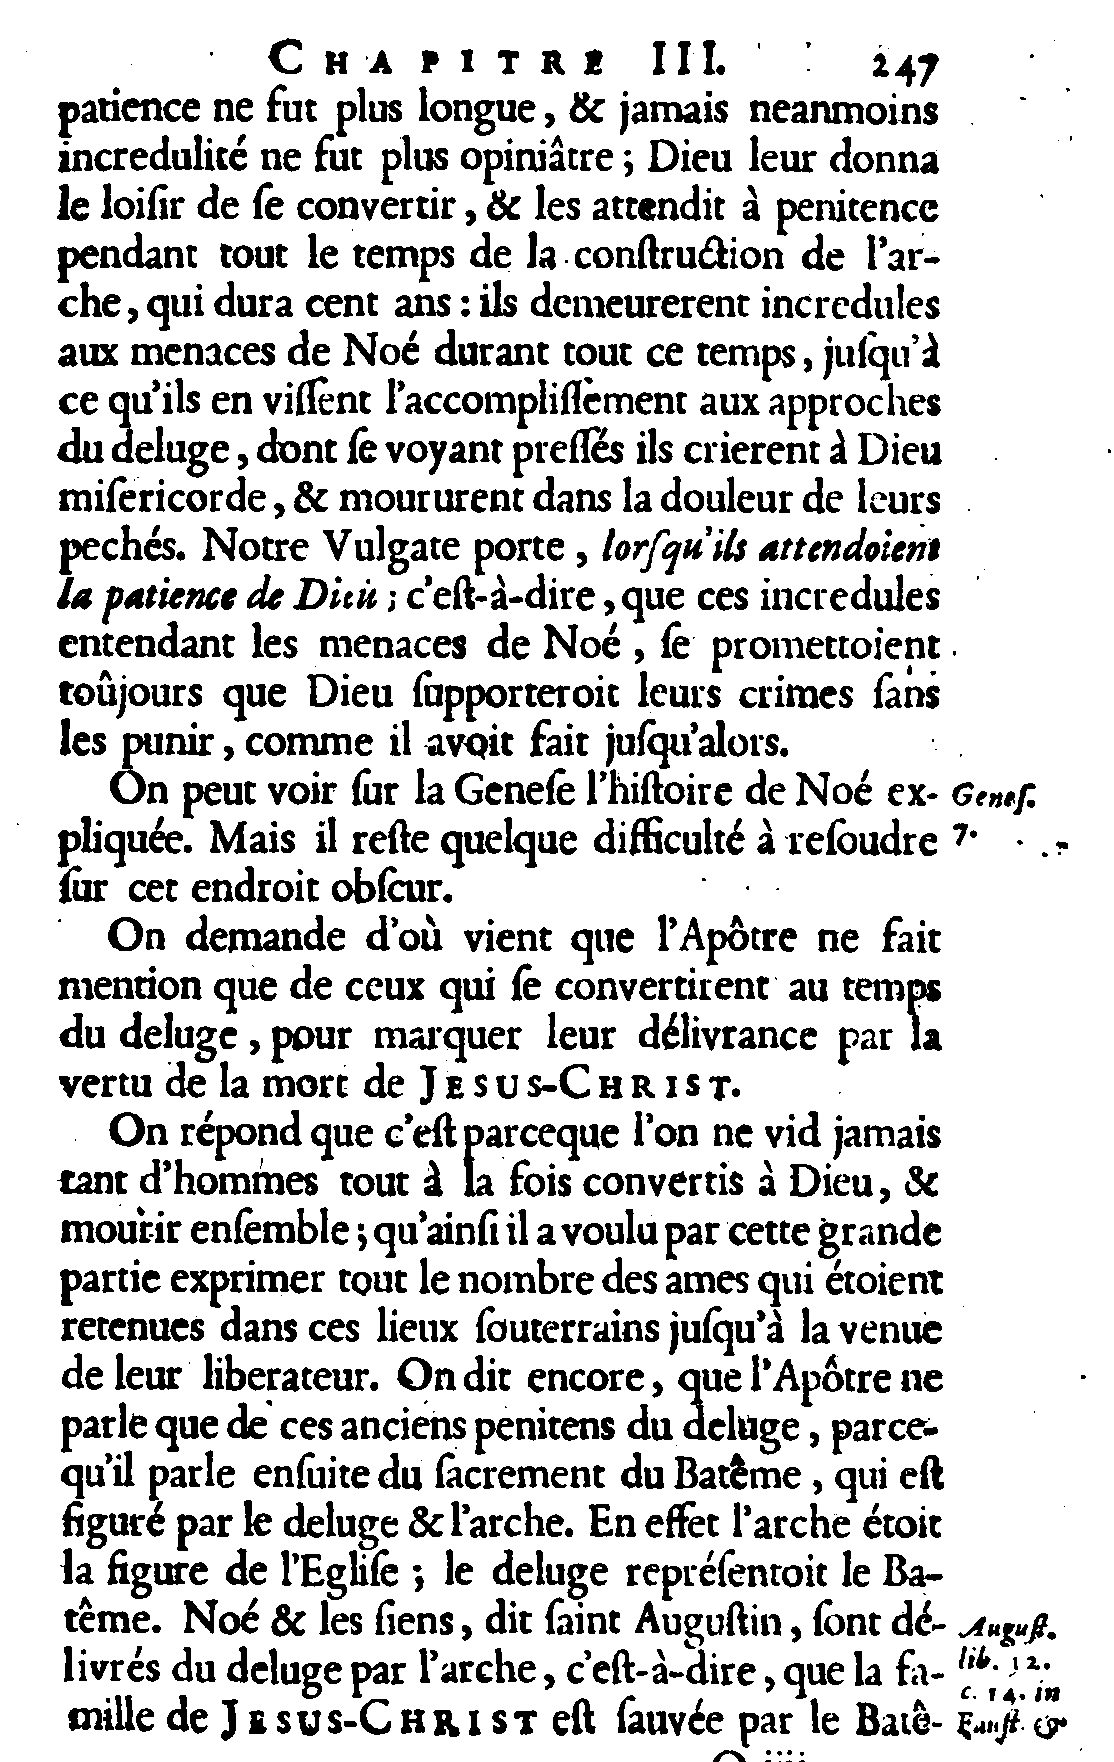 CHAPITRE III. 247
patience ne fut plus longue, & jamais neanmoins
incredulité ne fut plus opiniâtre ; Dieu leur donna
le loiſir de ſe convertir, & les attendit à penitence
pendant tout le temps de la conſtruction de l'ar-
che, qui dura cent ans : ils demeurerent incredules
aux menaces de Noé durant tout ce temps, juſqu'à
ce qu'ils en viſſent l'accompliſſement aux approches
du deluge, dont ſe voyant preſſés ils crierent à Dieu
miſericorde, & moururent dans la douleur de leurs
pechés. Notre Vulgate porte, lorſqu'ils attendoient
la patience de Dieu ; c'eſt-à-dire, que ces incredules
entendant les menaces de Noé, ſe promettoient
toûjours que Dieu ſupporteroit leurs crimes ſans
les punir, comme il avoit fait juſqu'alors.
On peut voir ſur la Geneſe l'hiſtoire de Noé ex- Geneſ.
pliquée. Mais il reſte quelque difficulté à reſoudre 7.
ſur cet endroit obſcur.
On demande d'où vient que l'Apôtre ne fait
mention que de ceux qui ſe convertirent au temps
du deluge, pour marquer leur délivrance par la
vertu de la mort de JESUS-CHRIST.
On répond que c'eſt parceque l'on ne vid jamais
tant d'hommes tout à la fois convertis à Dieu, &
mourir enſemble ; qu'ainſi il a voulu par cette grande
partie exprimer tout le nombre des ames qui étoient
retenues dans ces lieux ſouterrains juſqu'à la venue
de leur liberateur. On dit encore, que l'Apôtre ne
parle que de ces anciens penitens du deluge, parce-
qu'il parle enſuite du ſacrement du Batême, qui eſt
figuré par le deluge & l'arche. En effet l'arche étoit
la figure de l'Egliſe ; le deluge repréſentoit le Ba-
tême. Noé & les ſiens, dit ſaint Auguſtin, ſont dé- Auguſt.
livrés du deluge par l'arche, c'eſt-à-dire, que la fa- lib. 12.
c. 14. in
mille de JESUS-CHRIST eſt ſauvée par le Batê- Fauſt. &